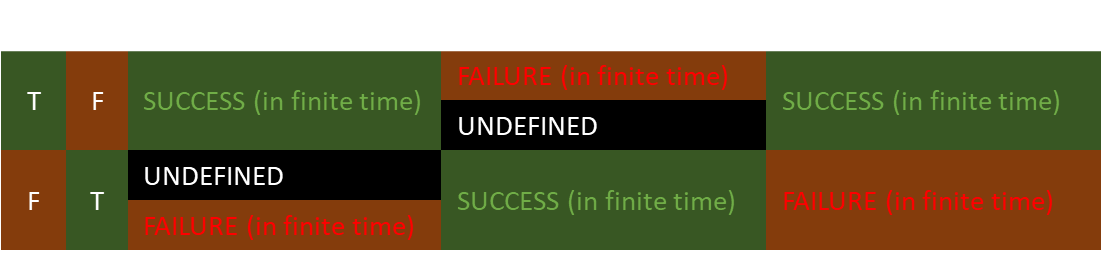 T F SUCCESS (in finite time) FAILURE (in finite time) SUCCESS (in finite time)
UNDEFINED
F T UNDEFINED SUCCESS (in finite time) FAILURE (in finite time)
FAILURE (in finite time)